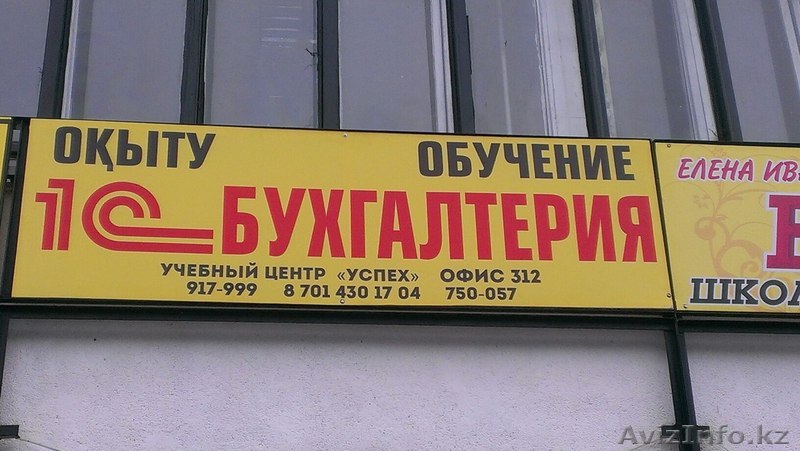 ОҚЫТУ ОБУЧЕНИЕ
1С БУХГАЛТЕРИЯ
УЧЕБНЫЙ ЦЕНТР «УСПЕХ» ОФИС 312
917-999 8 701 430 17 04 750-057
ЕЛЕНА
AvizInfo.kz